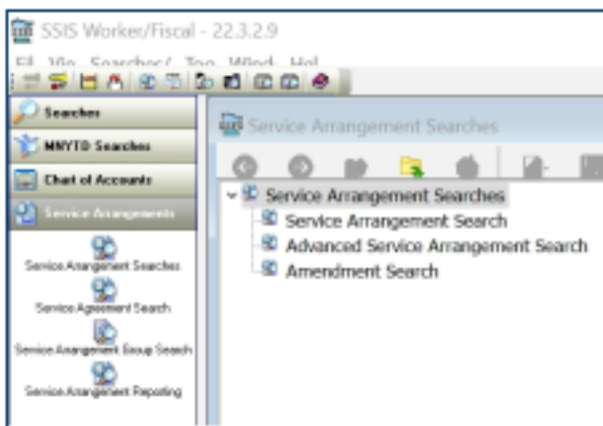 SSIS Worker/Fiscal - 22.3.2.9
Searches
MNYTD Searches
Chart of Accounts
Service Arrangements
Service Arrangement Searches
Service Agreement Search
Service Arrangement Group Search
Service Arrangement Reporting
Service Arrangement Searches
Service Arrangement Searches
Service Arrangement Search
Advanced Service Arrangement Search
Amendment Search